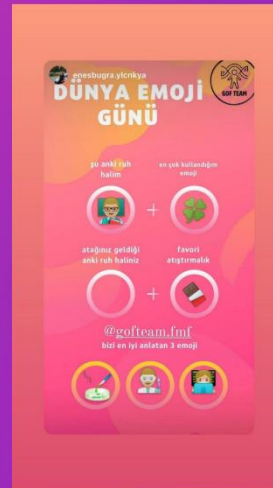 enesbugra.ylcnkya
DÜNYA EMOJİ
GÜNÜ
GOF TEAM
şu anki ruh
halim
en çok kullandığım
emoji
+
atağınız geldiği
anki ruh haliniz
favori
atıştırmalık
+
@gofteam.fmf
bizi en iyi anlatan 3 emoji